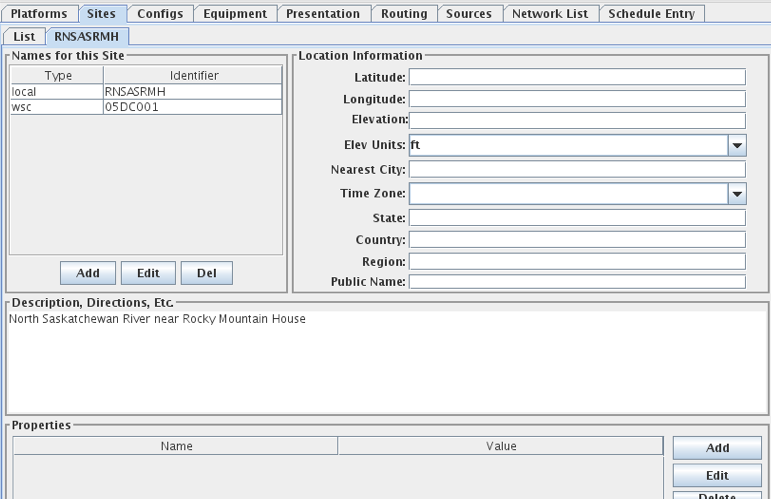 Platforms Sites Configs Equipment Presentation Routing Sources Network List Schedule Entry
List RNSASRMH
Names for this Site
Type Identifier
local RNSASRMH
wsc 05DC001
Add Edit Del
Location Information
Latitude:
Longitude:
Elevation:
Elev Units: ft
Nearest City:
Time Zone:
State:
Country:
Region:
Public Name:
Description, Directions, Etc.
North Saskatchewan River near Rocky Mountain House
Properties
Name Value
Add
Edit
Delete